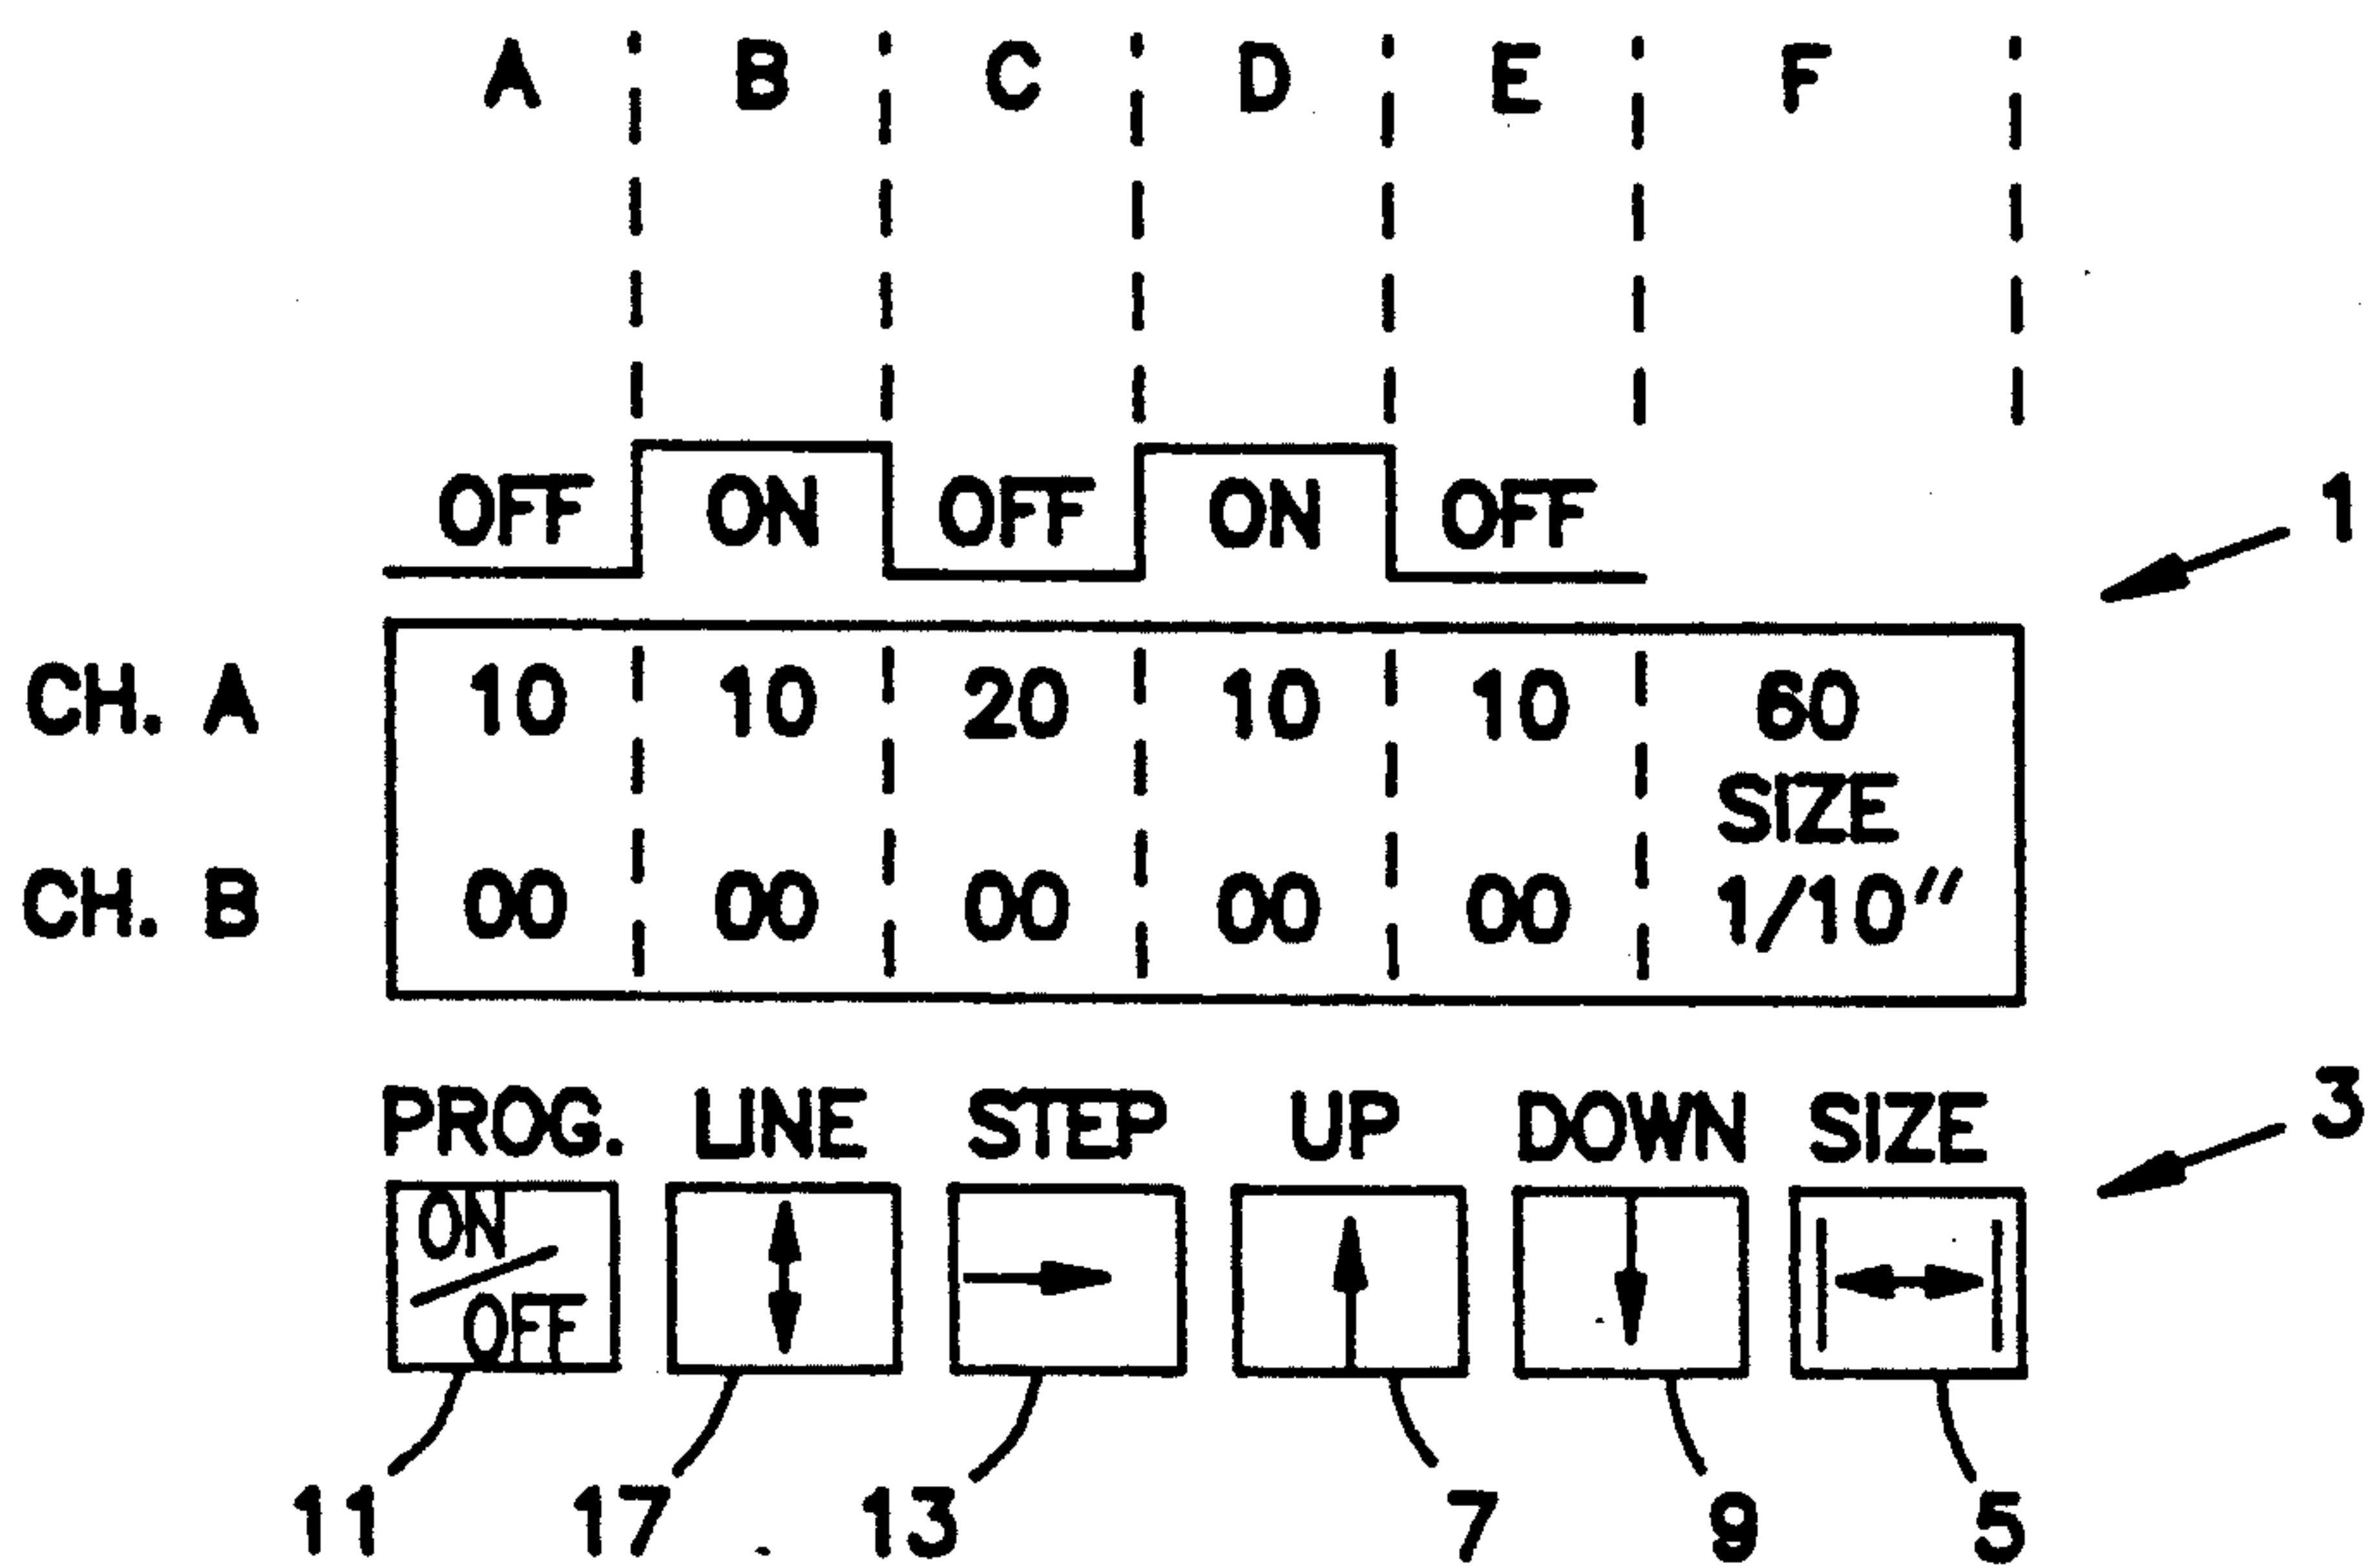 A B C D E F
OFF ON OFF ON OFF
1
CH. A 10 10 20 10 10 60
SIZE
CH. B 00 00 00 00 00 1/10"
3
PROG. LINE STEP UP DOWN SIZE
ON
OFF
11 17 13 7 9 5